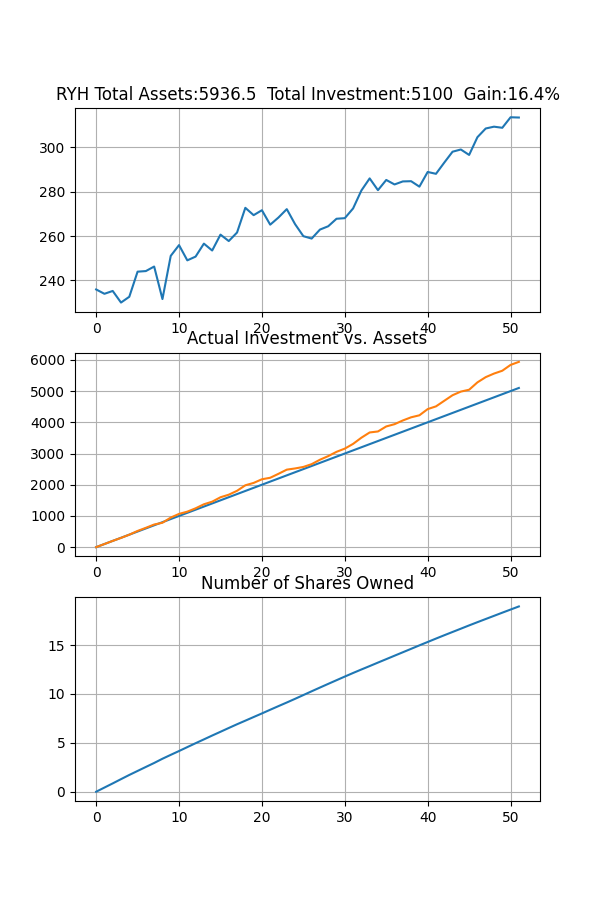 RYH Total Assets:5936.5  Total Investment:5100  Gain:16.4%
300
280
260
240
0 10 20 30 40 50
Actual Investment vs. Assets
6000
5000
4000
3000
2000
1000
0
0 10 20 30 40 50
Number of Shares Owned
15
10
5
0
0 10 20 30 40 50